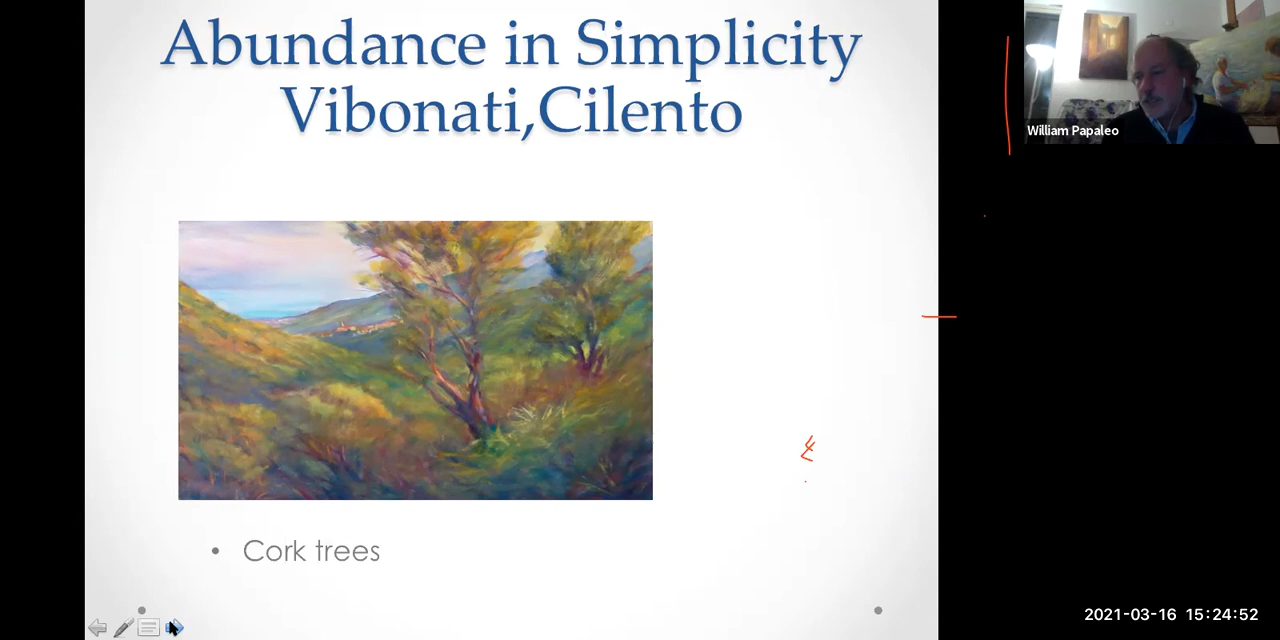 Abundance in Simplicity
Vibonati,Cilento
William Papaleo
• Cork trees
2021-03-16 15:24:52